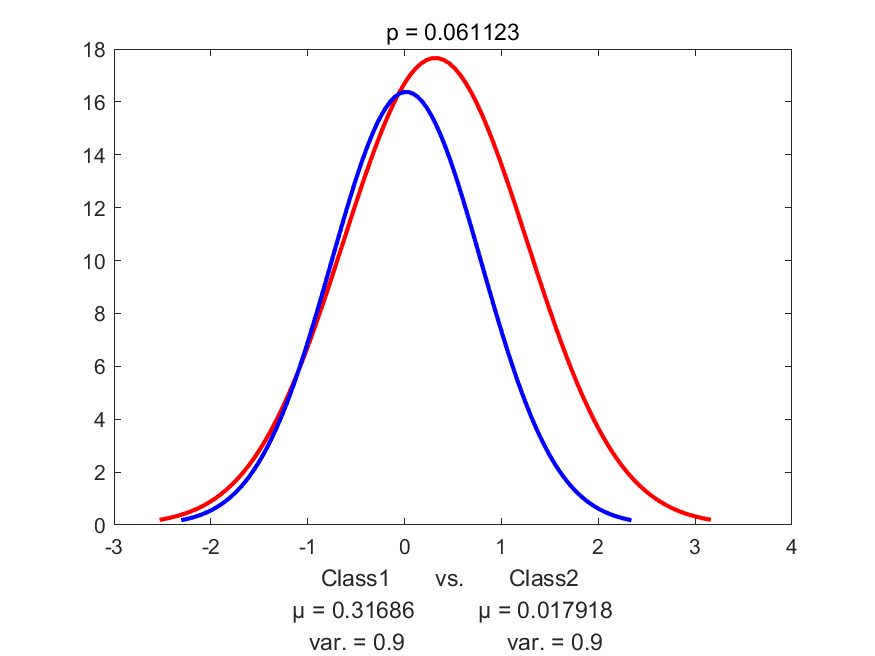 p = 0.061123
18
16
14
12
10
8
6
4
2
0
-3 -2 -1 0 1 2 3 4
Class1 vs. Class2
μ = 0.31686 μ = 0.017918
var. = 0.9 var. = 0.9